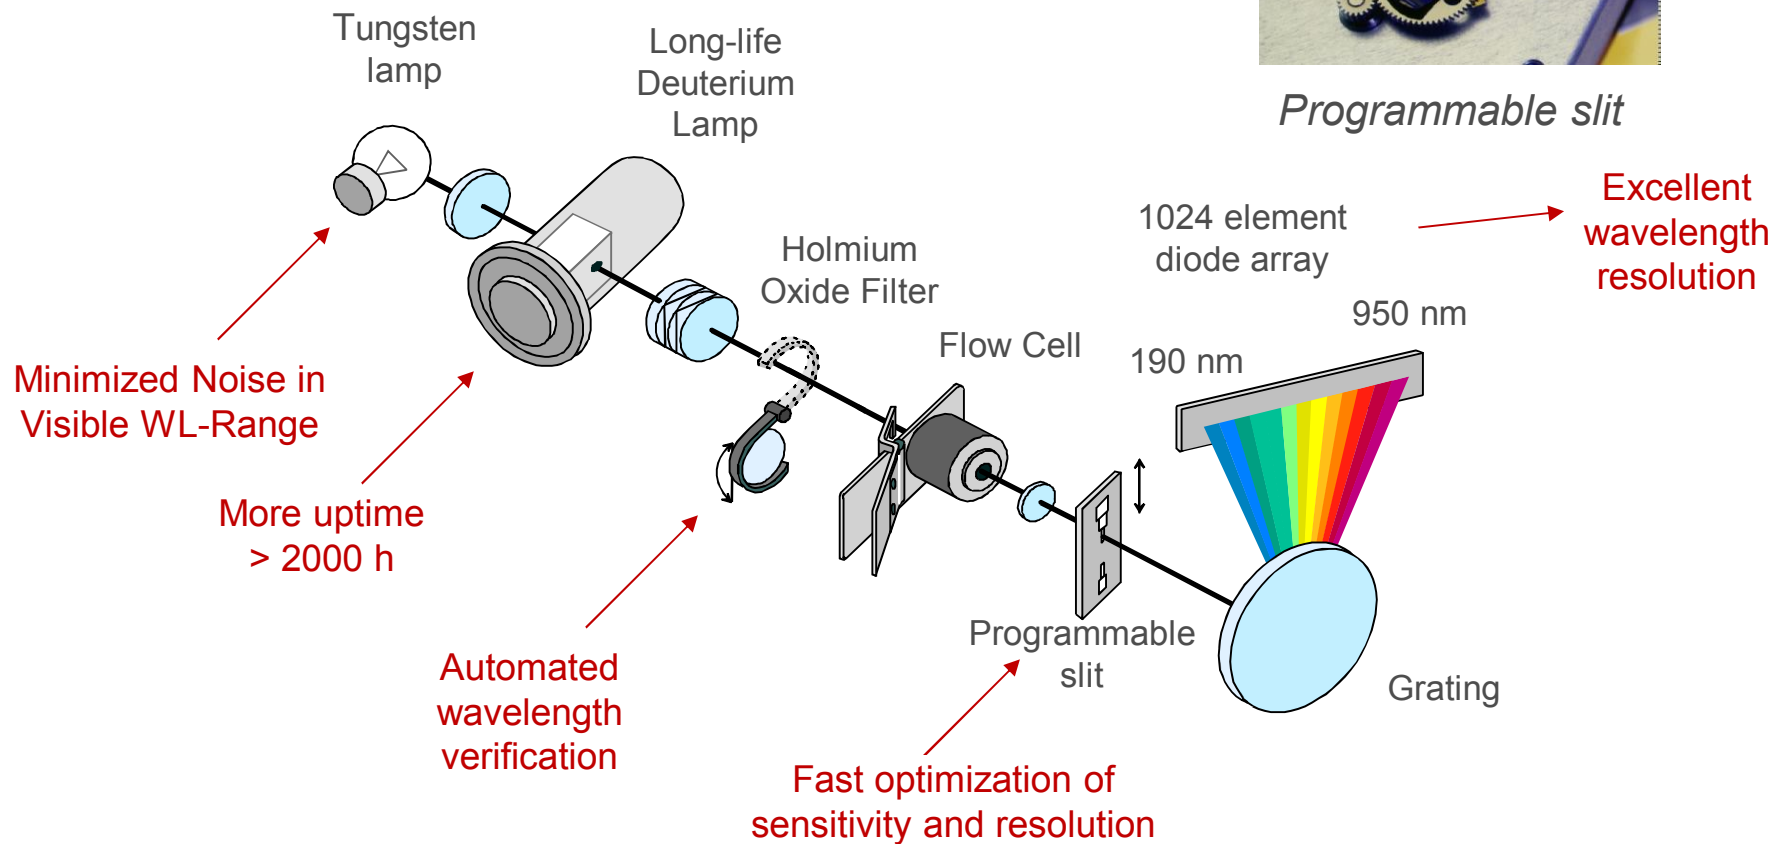 Tungsten
lamp
Long-life
Deuterium
Lamp
Programmable slit
Holmium
Oxide Filter
1024 element
diode array
Excellent
wavelength
resolution
950 nm
190 nm
Flow Cell
Minimized Noise in
Visible WL-Range
More uptime
> 2000 h
Automated
wavelength
verification
Programmable
slit
Grating
Fast optimization of
sensitivity and resolution